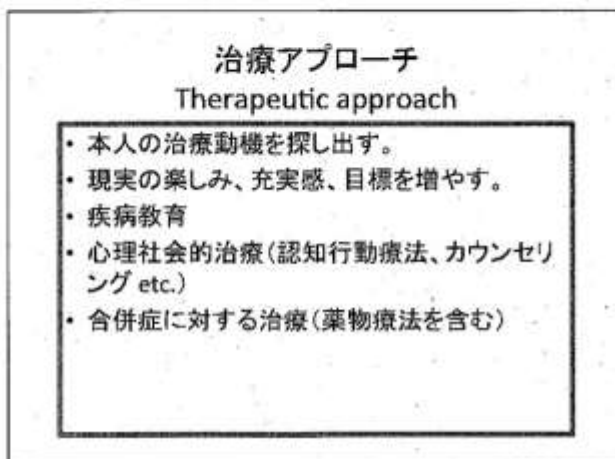 治療アプローチ
Therapeutic approach
・本人の治療動機を探し出す。
・現実の楽しみ、充実感、目標を増やす。
・疾病教育
・心理社会的治療（認知行動療法、カウンセリ
ング etc.）
・合併症に対する治療（薬物療法を含む）